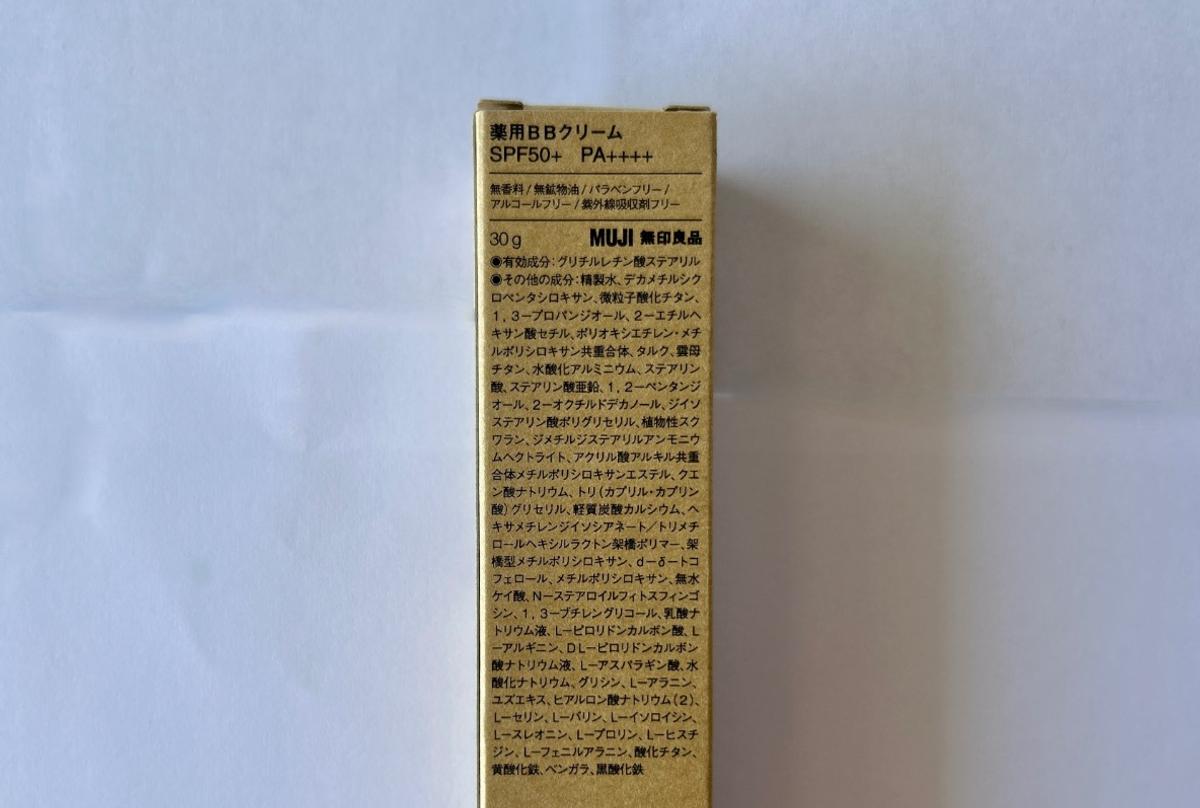 薬用BBクリーム
SPF50+ PA++++
無香料/無鉱物油/パラベンフリー/
アルコールフリー/紫外線吸収剤フリー
30g MUJI 無印良品
◉有効成分:グリチルレチン酸ステアリル
◉その他の成分:精製水、デカメチルシク
ロペンタシロキサン、微粒子酸化チタン、
1,3−プロパンジオール、2−エチルヘ
キサン酸セチル、ポリオキシエチレン・メチ
ルポリシロキサン共重合体、タルク、雲母
チタン、水酸化アルミニウム、ステアリン
酸、ステアリン酸亜鉛、1,2−ペンタンジ
オール、2−オクチルドデカノール、ジイソ
ステアリン酸ポリグリセリル、植物性スク
ワラン、ジメチルジステアリルアンモニウ
ムヘクトライト、アクリル酸アルキル共重
合体メチルポリシロキサンエステル、クエ
ン酸ナトリウム、トリ(カプリル・カプリン
酸)グリセリル、軽質炭酸カルシウム、ヘ
キサメチレンジイソシアネート/トリメチ
ロールヘキシルラクトン架橋ポリマー、架
橋型メチルポリシロキサン、d−δ−トコ
フェロール、メチルポリシロキサン、無水
ケイ酸、N−ステアロイルフィトスフィンゴ
シン、1,3−ブチレングリコール、乳酸ナ
トリウム液、L−ピロリドンカルボン酸、L
−アルギニン、DL−ピロリドンカルボン
酸ナトリウム液、L−アスパラギン酸、水
酸化ナトリウム、グリシン、L−アラニン、
ユズエキス、ヒアルロン酸ナトリウム(2)、
L−セリン、L−バリン、L−イソロイシン、
L−スレオニン、L−プロリン、L−ヒスチ
ジン、L−フェニルアラニン、酸化チタン、
黄酸化鉄、ベンガラ、黒酸化鉄